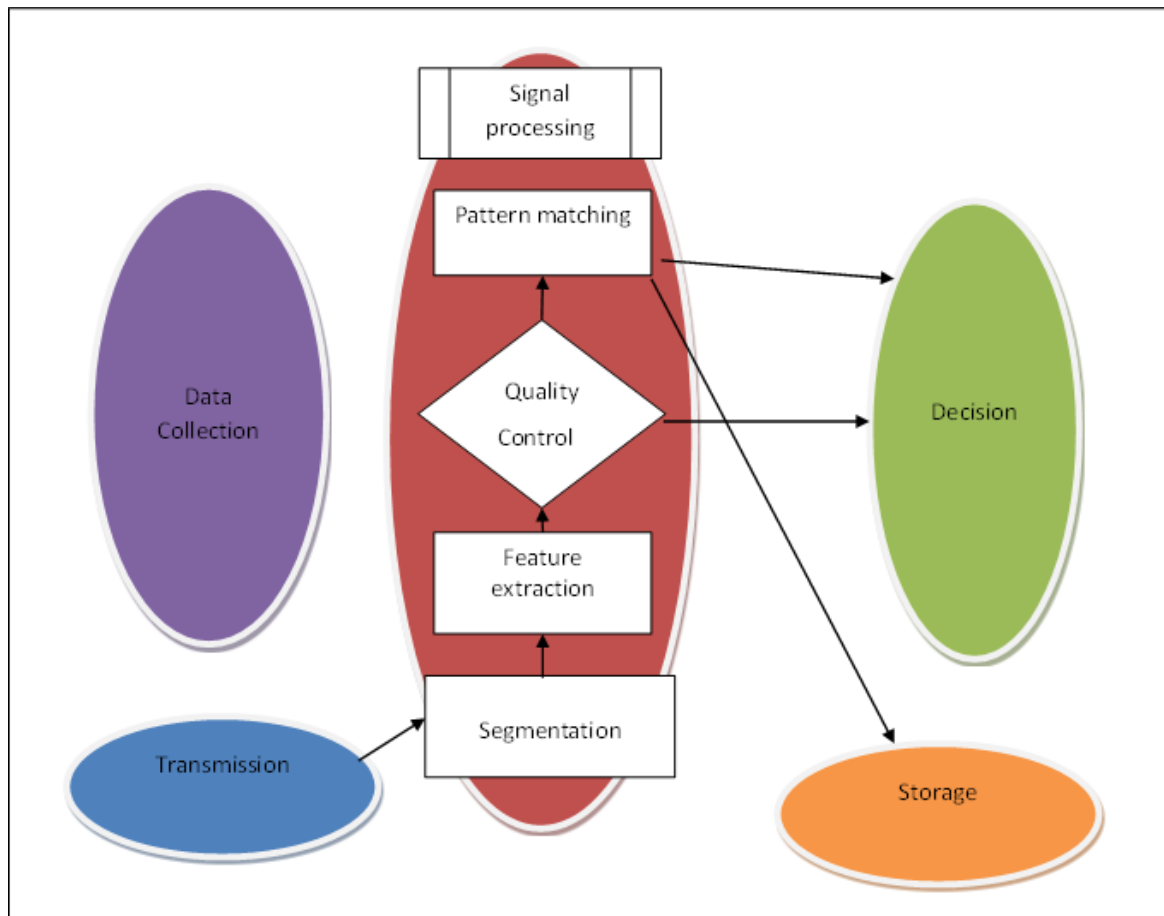 Signal
processing
Pattern matching
Data
Collection
Quality
Control
Decision
Feature
extraction
Segmentation
Transmission
Storage